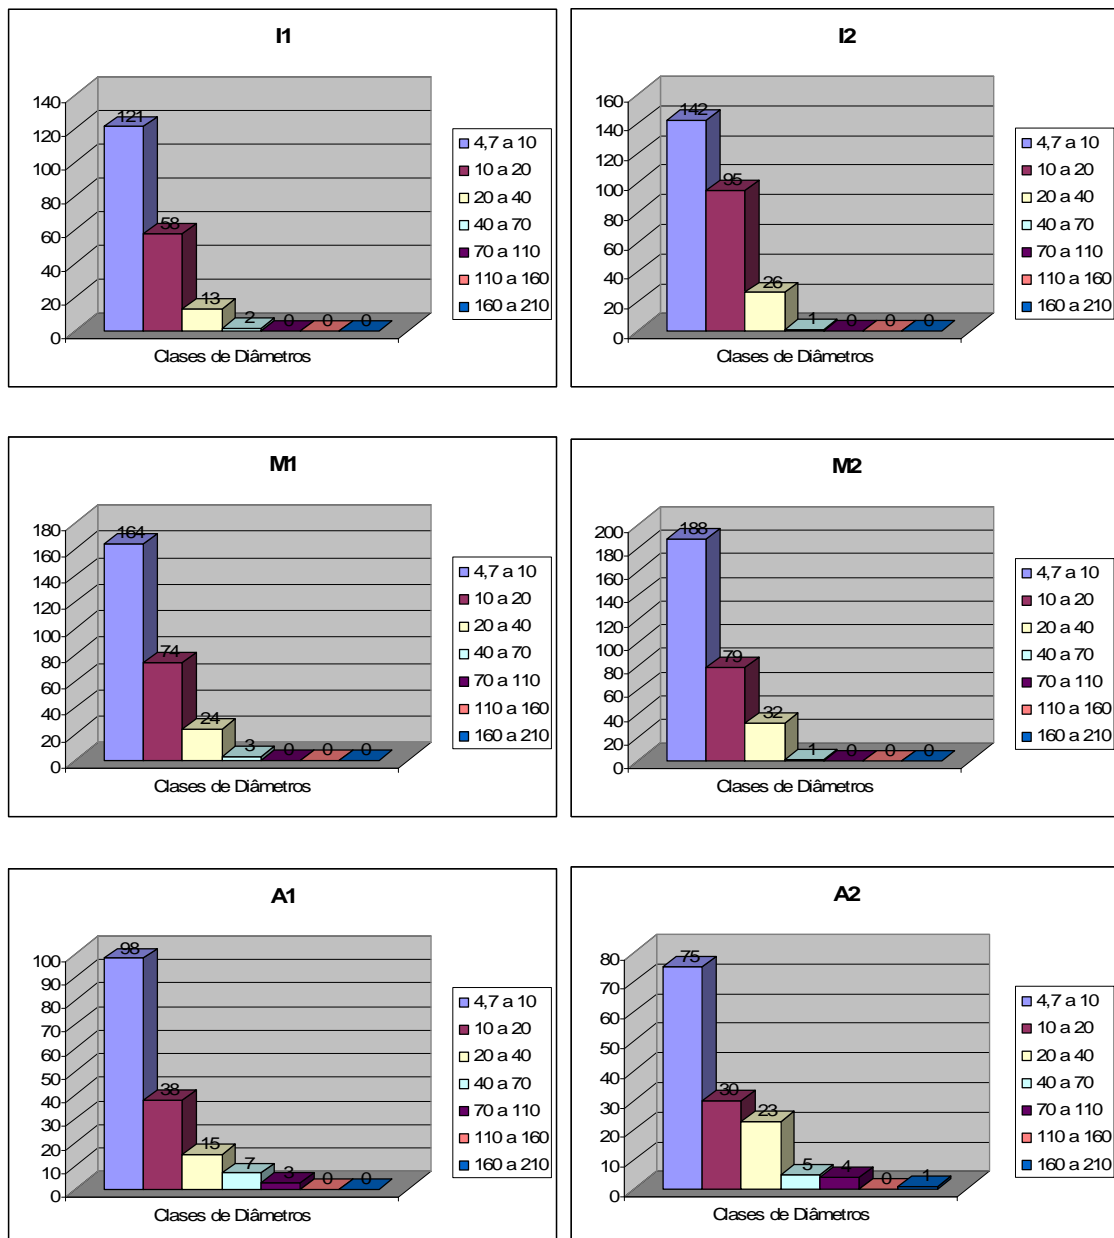 I1
140
120
100
80
60
40
20
0
121
58
13
2
0
0
0
Clases de Diâmetros
4,7 a 10
10 a 20
20 a 40
40 a 70
70 a 110
110 a 160
160 a 210
I2
160
140
120
100
80
60
40
20
0
142
95
26
1
0
0
0
Clases de Diâmetros
4,7 a 10
10 a 20
20 a 40
40 a 70
70 a 110
110 a 160
160 a 210
M1
180
160
140
120
100
80
60
40
20
0
164
74
24
3
0
0
0
Clases de Diâmetros
4,7 a 10
10 a 20
20 a 40
40 a 70
70 a 110
110 a 160
160 a 210
M2
200
180
160
140
120
100
80
60
40
20
0
188
79
32
1
0
0
0
Clases de Diâmetros
4,7 a 10
10 a 20
20 a 40
40 a 70
70 a 110
110 a 160
160 a 210
A1
100
90
80
70
60
50
40
30
20
10
0
98
38
15
7
3
0
0
Clases de Diâmetros
4,7 a 10
10 a 20
20 a 40
40 a 70
70 a 110
110 a 160
160 a 210
A2
80
70
60
50
40
30
20
10
0
75
30
23
5
4
0
1
Clases de Diâmetros
4,7 a 10
10 a 20
20 a 40
40 a 70
70 a 110
110 a 160
160 a 210